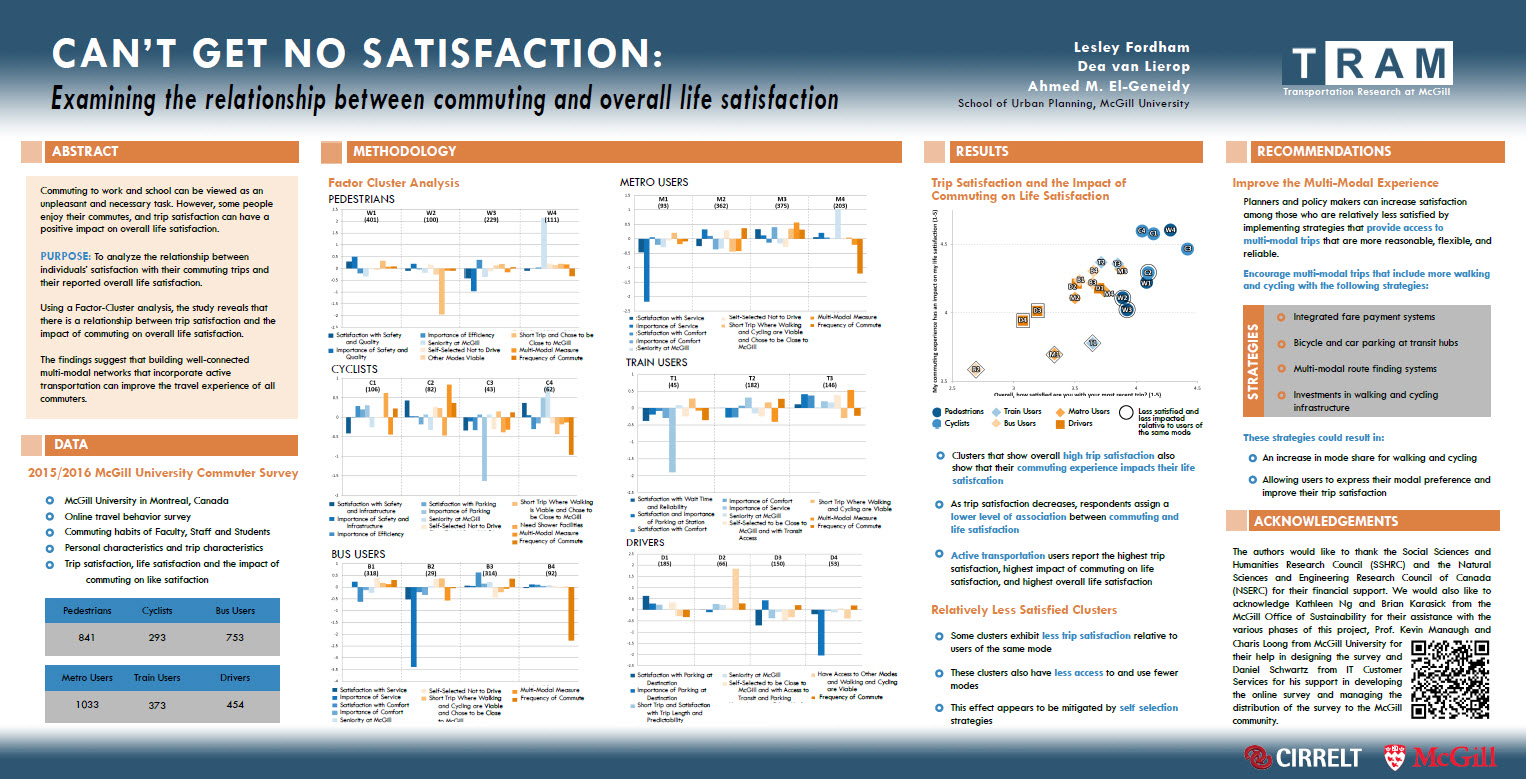 CAN'T GET NO SATISFACTION:
Examining the relationship between commuting and overall life satisfaction
Lesley Fordham
Dea van Lierop
Ahmed M. El-Geneidy
School of Urban Planning, McGill University
TRAM
Transportation Research at McGill
ABSTRACT
Commuting to work and school can be viewed as an
unpleasant and necessary task. However, some people
enjoy their commutes, and trip satisfaction can have a
positive impact on overall life satisfaction.
PURPOSE: To analyze the relationship between
individuals' satisfaction with their commuting trips and
their reported overall life satisfaction.
Using a Factor-Cluster analysis, the study reveals that
there is a relationship between trip satisfaction and the
impact of commuting on overall life satisfaction.
The findings suggest that building well-connected
multi-modal networks that incorporate active
transportation can improve the travel experience of all
commuters.
DATA
2015/2016 McGill University Commuter Survey
McGill University in Montreal, Canada
Online travel behavior survey
Commuting habits of Faculty, Staff and Students
Personal characteristics and trip characteristics
Trip satisfaction, life satisfaction and the impact of
commuting on like satifaction
Pedestrians Cyclists Bus Users
841 293 753
Metro Users Train Users Drivers
1033 373 454
METHODOLOGY
Factor Cluster Analysis
PEDESTRIANS
W1 W2 W3 W4
(401) (100) (229) (111)
Satisfaction with Safety
and Quality
Importance of Safety and
Quality
Importance of Efficiency
Seniority at McGill
Self-Selected Not to Drive
Other Modes Viable
Short Trip and Chose to be
Close to McGill
Multi-Modal Measure
Frequency of Commute
CYCLISTS
C1 C2 C3 C4
(106) (82) (43) (62)
Satisfaction with Safety
and Infrastructure
Importance of Safety and
Infrastructure
Importance of Efficiency
Satisfaction with Parking
Importance of Parking
Seniority at McGill
Self-Selected Not to Drive
Short Trip Where Walking
is Viable and Chose to
be Close to McGill
Need Shower Facilities
Multi-Modal Measure
Frequency of Commute
BUS USERS
B1 B2 B3 B4
(318) (29) (314) (92)
Satisfaction with Service
Importance of Service
Satisfaction with Comfort
Importance of Comfort
Seniority at McGill
Self-Selected Not to Drive
Short Trip Where Walking
and Cycling are Viable
and Chose to be Close
to McGill
Multi-Modal Measure
Frequency of Commute
METRO USERS
M1 M2 M3 M4
(93) (362) (375) (203)
Satisfaction with Service
Importance of Service
Satisfaction with Comfort
Importance of Comfort
Seniority at McGill
Self-Selected Not to Drive
Short Trip Where Walking
and Cycling are Viable
and Chose to be Close to
McGill
Multi-Modal Measure
Frequency of Commute
TRAIN USERS
T1 T2 T3
(45) (182) (146)
Satisfaction with Wait Time
and Reliability
Satisfaction and Importance
of Parking at Station
Satisfaction with Comfort
Importance of Comfort
Importance of Service
Seniority at McGill
Self-Selected to be Close to
McGill and with Transit
Access
Short Trip Where Walking
and Cycling are Viable
Multi-Modal Measure
Frequency of Commute
DRIVERS
D1 D2 D3 D4
(185) (66) (150) (53)
Satisfaction with Parking at
Destination
Importance of Parking at
Destination
Short Trip and Satisfaction
with Trip Length and
Predictability
Seniority at McGill
Self-Selected to be Close to
McGill and with Access to
Transit and Parking
Have Access to Other Modes
and Walking and Cycling
are Viable
Frequency of Commute
RESULTS
Trip Satisfaction and the Impact of
Commuting on Life Satisfaction
My commuting experience has an impact on my life satisfaction (1-5)
4.5
4
3.5
2.5 3 3.5 4 4.5
Overall, how satisfied are you with your most recent trip? (1-5)
Pedestrians Train Users Metro Users
Cyclists Bus Users Drivers
Less satisfied and
less impacted
relative to users of
the same mode
Clusters that show overall high trip satisfaction also
show that their commuting experience impacts their life
satisfcation
As trip satisfaction decreases, respondents assign a
lower level of association between commuting and
life satisfaction
Active transportation users report the highest trip
satisfaction, highest impact of commuting on life
satisfaction, and highest overall life satisfaction
Relatively Less Satisfied Clusters
Some clusters exhibit less trip satisfaction relative to
users of the same mode
These clusters also have less access to and use fewer
modes
This effect appears to be mitigated by self selection
strategies
RECOMMENDATIONS
Improve the Multi-Modal Experience
Planners and policy makers can increase satisfaction
among those who are relatively less satisfied by
implementing strategies that provide access to
multi-modal trips that are more reasonable, flexible, and
reliable.
Encourage multi-modal trips that include more walking
and cycling with the following strategies:
STRATEGIES
Integrated fare payment systems
Bicycle and car parking at transit hubs
Multi-modal route finding systems
Investments in walking and cycling
infrastructure
These strategies could result in:
An increase in mode share for walking and cycling
Allowing users to express their modal preference and
improve their trip satisfaction
ACKNOWLEDGEMENTS
The authors would like to thank the Social Sciences and
Humanities Research Council (SSHRC) and the Natural
Sciences and Engineering Research Council of Canada
(NSERC) for their financial support. We would also like to
acknowledge Kathleen Ng and Brian Karasick from the
McGill Office of Sustainability for their assistance with the
various phases of this project, Prof. Kevin Manaugh and
Charis Loong from McGill University for
their help in designing the survey and
Daniel Schwartz from IT Customer
Services for his support in developing
the online survey and managing the
distribution of the survey to the McGill
community.
CIRRELT
McGill